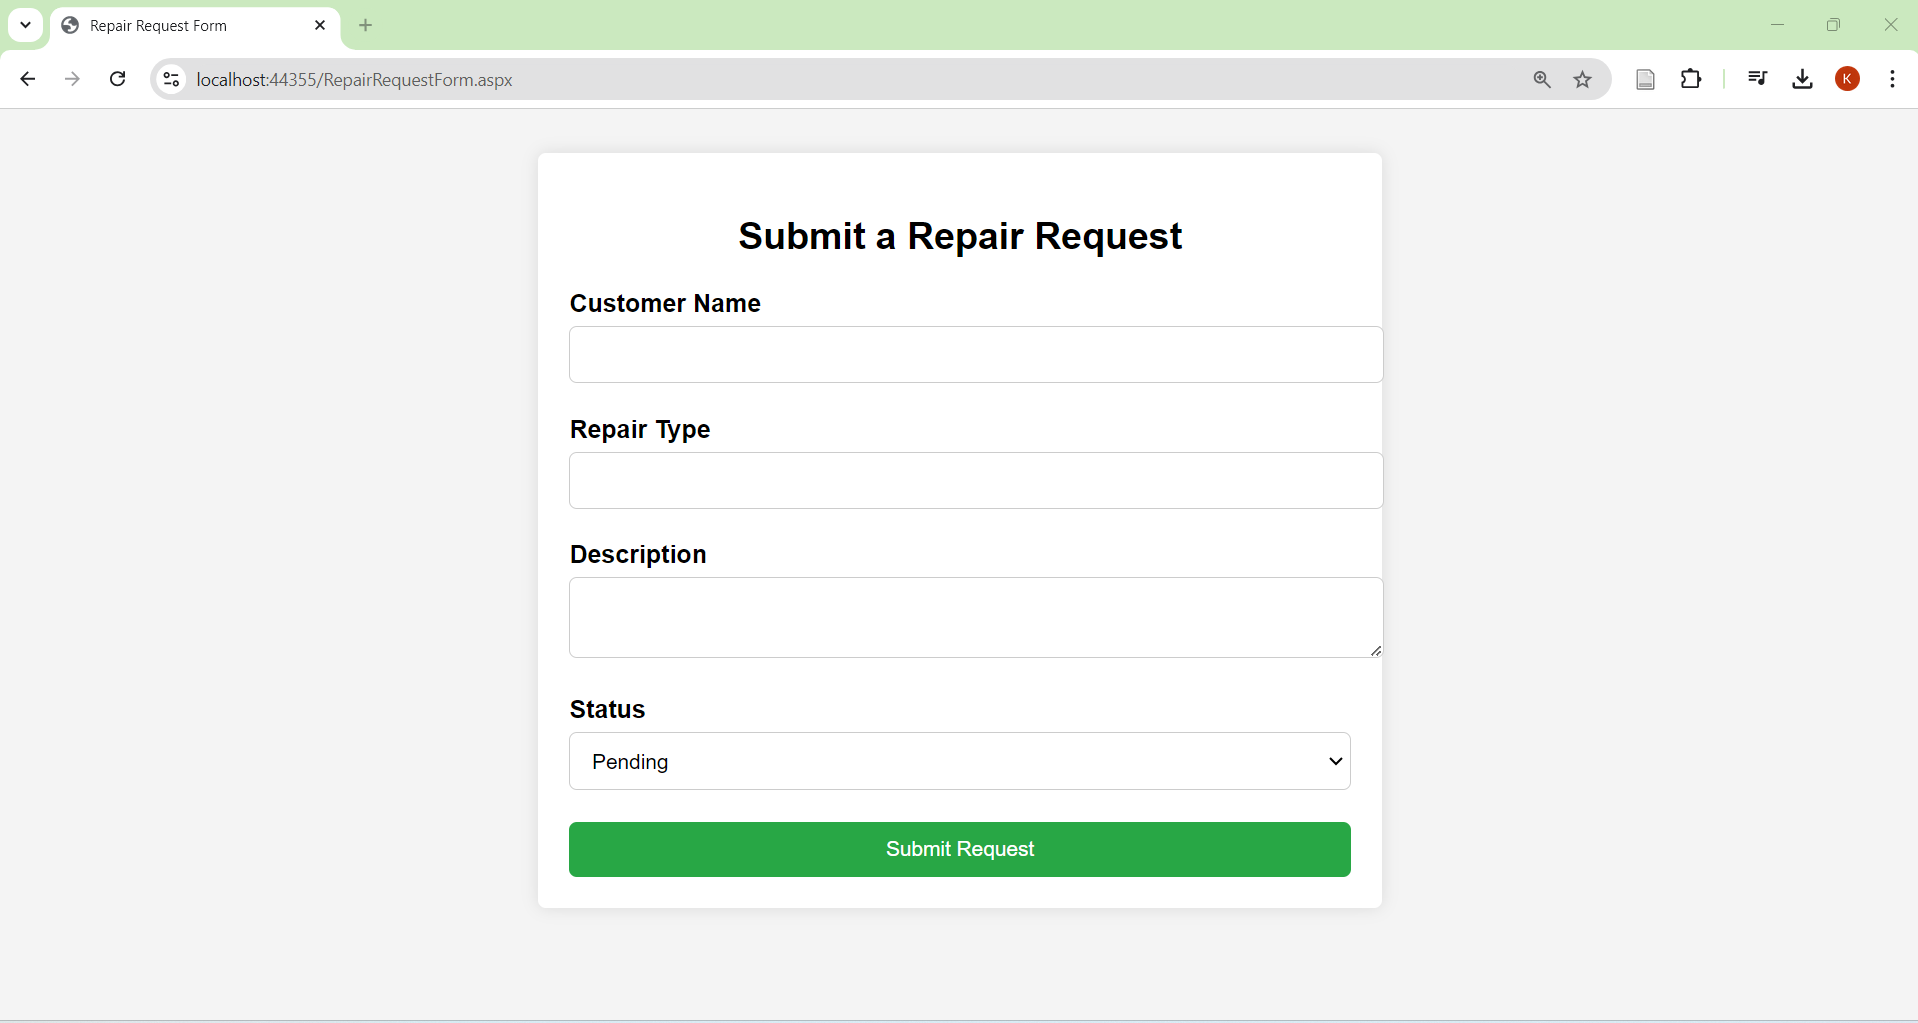 Repair Request Form
localhost:44355/RepairRequestForm.aspx
K
Submit a Repair Request
Customer Name
Repair Type
Description
Status
Pending
Submit Request